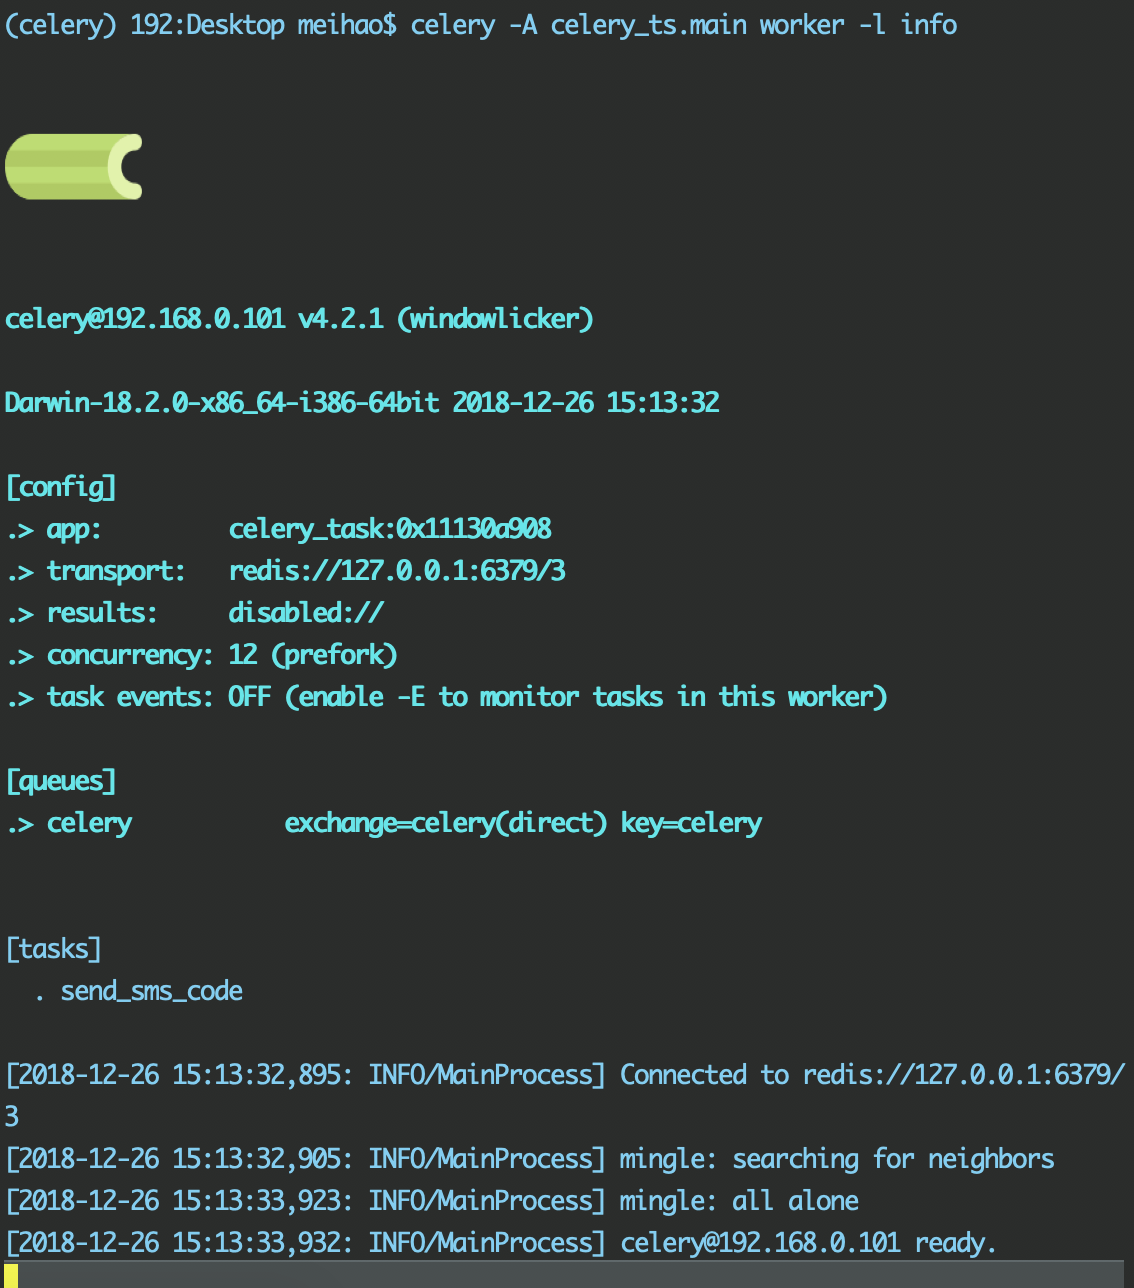 (celery) 192:Desktop meihao$ celery -A celery_ts.main worker -l info
celery@192.168.0.101 v4.2.1 (windowlicker)
Darwin-18.2.0-x86_64-i386-64bit 2018-12-26 15:13:32
[config]
.> app:         celery_task:0x11130a908
.> transport:   redis://127.0.0.1:6379/3
.> results:     disabled://
.> concurrency: 12 (prefork)
.> task events: OFF (enable -E to monitor tasks in this worker)
[queues]
.> celery           exchange=celery(direct) key=celery
[tasks]
  . send_sms_code
[2018-12-26 15:13:32,895: INFO/MainProcess] Connected to redis://127.0.0.1:6379/
3
[2018-12-26 15:13:32,905: INFO/MainProcess] mingle: searching for neighbors
[2018-12-26 15:13:33,923: INFO/MainProcess] mingle: all alone
[2018-12-26 15:13:33,932: INFO/MainProcess] celery@192.168.0.101 ready.